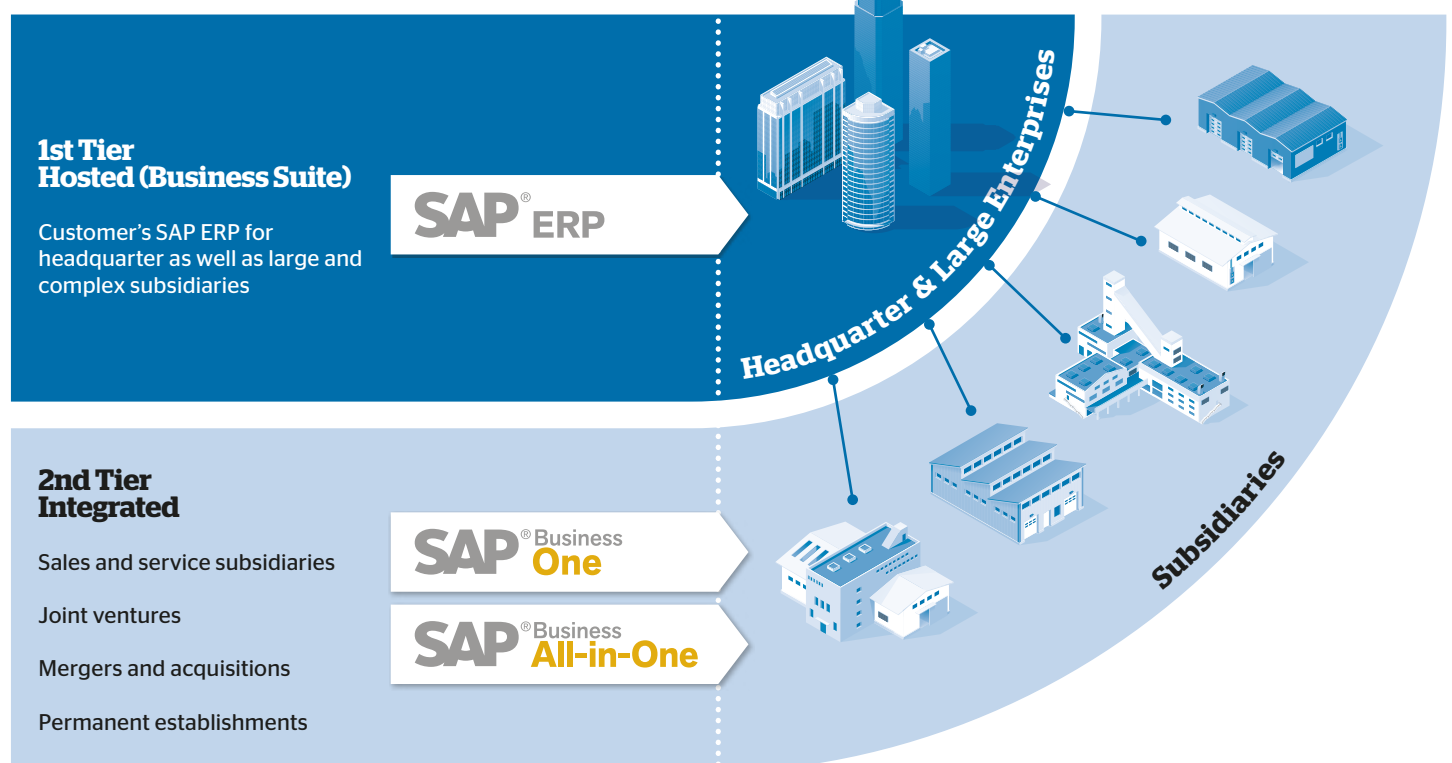 1st Tier
Hosted (Business Suite)
Customer's SAP ERP for
headquarter as well as large and
complex subsidiaries
SAP® ERP
Headquarter & Large Enterprises
2nd Tier
Integrated
Sales and service subsidiaries
Joint ventures
Mergers and acquisitions
Permanent establishments
SAP® Business
One
SAP® Business
All-in-One
Subsidiaries